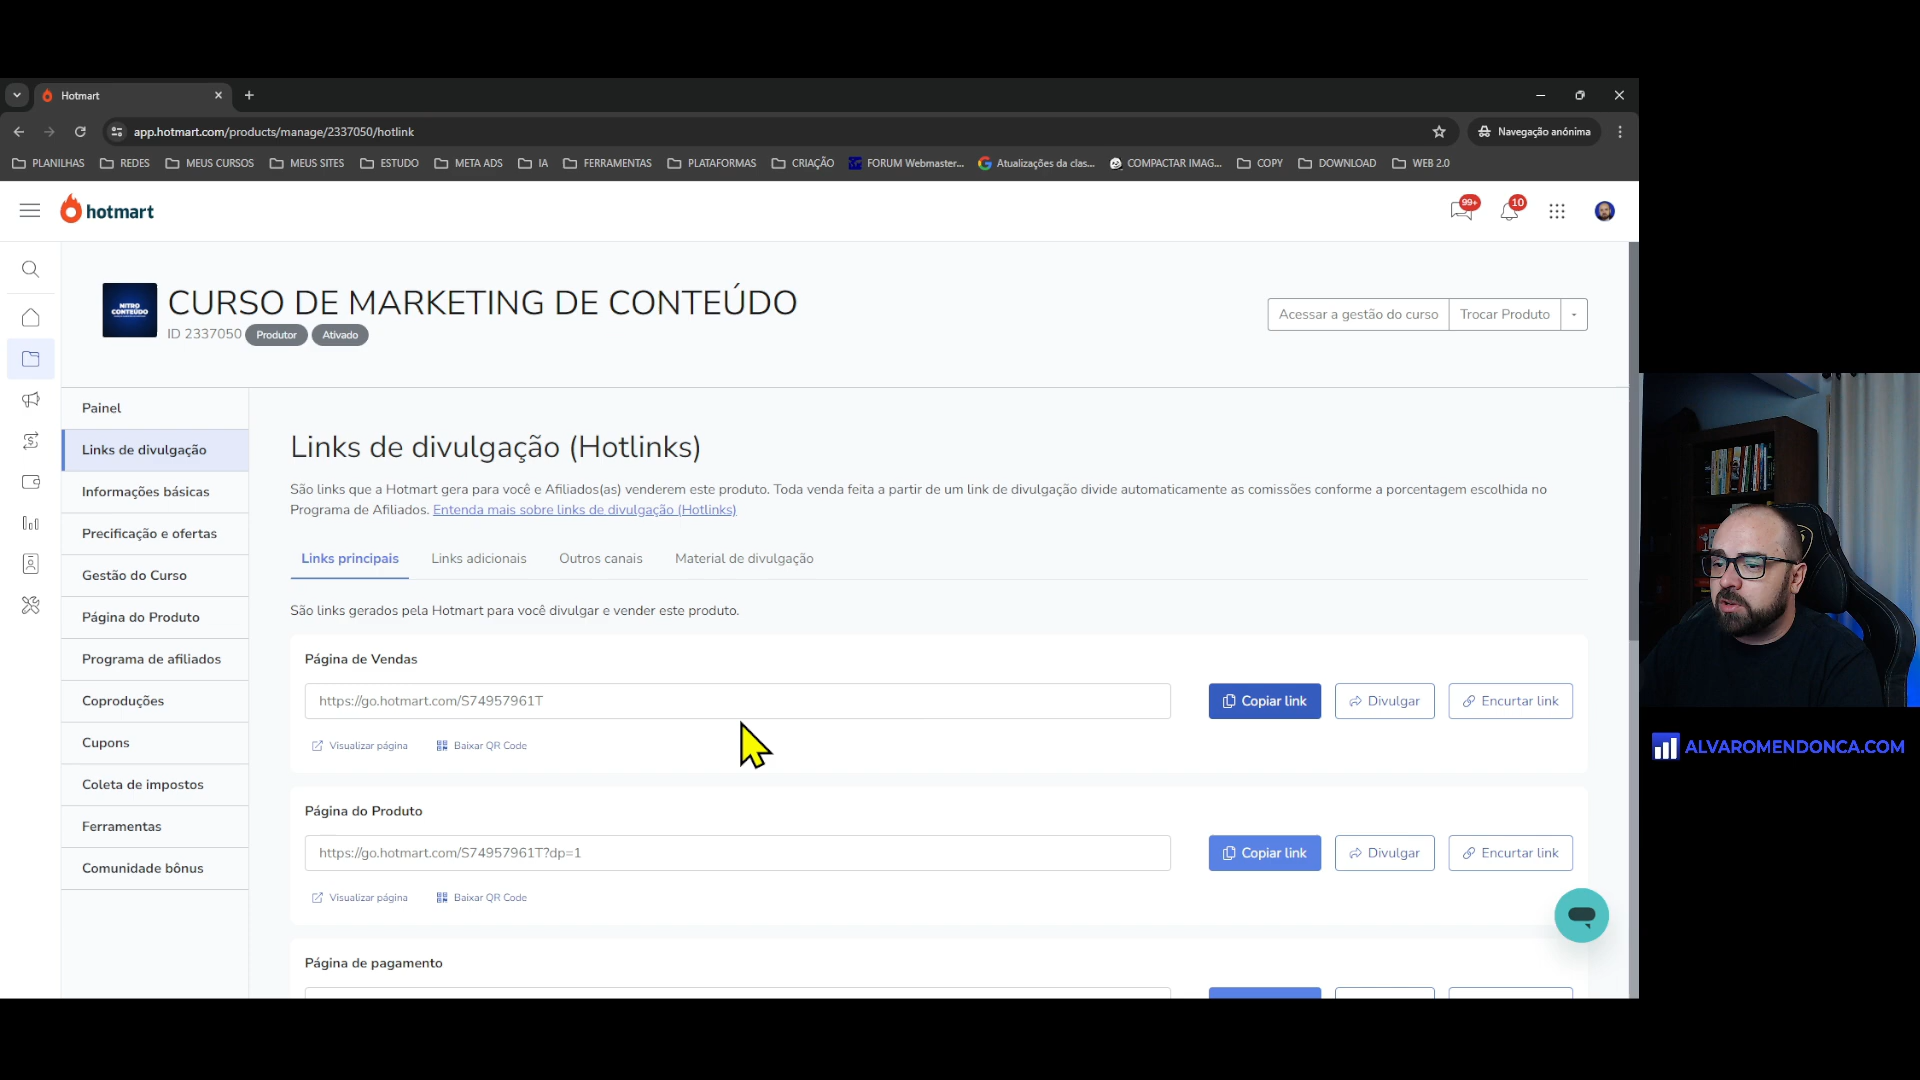 Hotmart
app.hotmart.com/products/manage/2337050/hotlink
Navegação anónima
PLANILHAS
REDES
MEUS CURSOS
MEUS SITES
ESTUDO
META ADS
IA
FERRAMENTAS
PLATAFORMAS
CRIAÇÃO
FORUM Webmaster...
Atualizações da clas...
COMPACTAR IMAG...
COPY
DOWNLOAD
WEB 2.0
hotmart
99+
10
NITRO
CONTEÚDO
CURSO DE MARKETING DE CONTEÚDO
ID 2337050
Produtor
Ativado
Acessar a gestão do curso
Trocar Produto
Painel
Links de divulgação
Informações básicas
Precificação e ofertas
Gestão do Curso
Página do Produto
Programa de afiliados
Coproduções
Cupons
Coleta de impostos
Ferramentas
Comunidade bônus
Links de divulgação (Hotlinks)
São links que a Hotmart gera para você e Afiliados(as) venderem este produto. Toda venda feita a partir de um link de divulgação divide automaticamente as comissões conforme a porcentagem escolhida no
Programa de Afiliados. Entenda mais sobre links de divulgação (Hotlinks)
Links principais
Links adicionais
Outros canais
Material de divulgação
São links gerados pela Hotmart para você divulgar e vender este produto.
Página de Vendas
https://go.hotmart.com/S74957961T
Copiar link
Divulgar
Encurtar link
Visualizar página
Baixar QR Code
Página do Produto
https://go.hotmart.com/S74957961T?dp=1
Copiar link
Divulgar
Encurtar link
Visualizar página
Baixar QR Code
Página de pagamento
ALVAROMENDONCA.COM